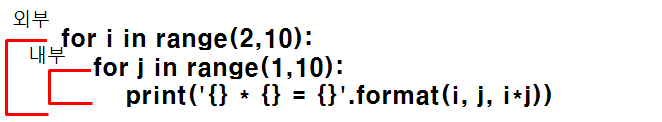 외부
for i in range(2,10):
내부
for j in range(1,10):
print('{} * {} = {}'.format(i, j, i*j))